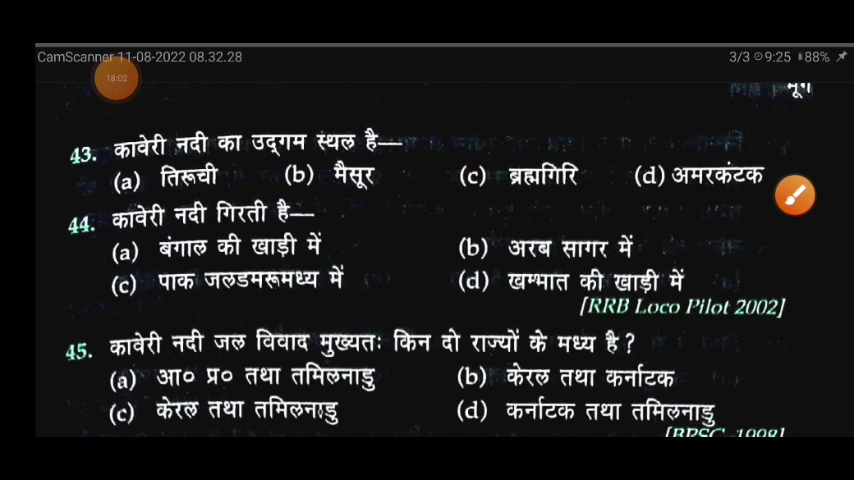 CamScanner 11-08-2022 08.32.28
3/3 9:25 88%
18:02
43. कावेरी नदी का उद्गम स्थल है—
(a) तिरूची (b) मैसूर (c) ब्रह्मगिरि (d) अमरकंटक
44. कावेरी नदी गिरती है—
(a) बंगाल की खाड़ी में (b) अरब सागर में
(c) पाक जलडमरूमध्य में (d) खम्भात की खाड़ी में
[RRB Loco Pilot 2002]
45. कावेरी नदी जल विवाद मुख्यतः किन दो राज्यों के मध्य है ?
(a) आ० प्र० तथा तमिलनाडु (b) केरल तथा कर्नाटक
(c) केरल तथा तमिलनाडु (d) कर्नाटक तथा तमिलनाडु
[BPSC 1998]